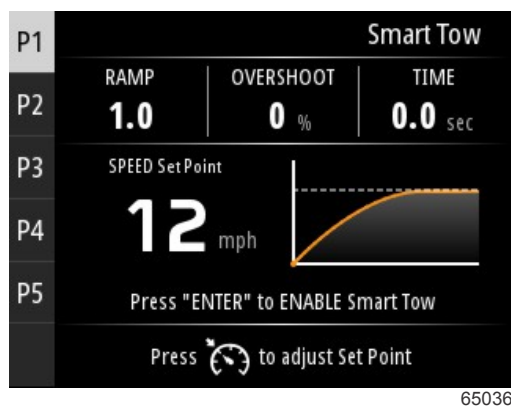 P1
Smart Tow
RAMP
OVERSHOOT
TIME
P2
1.0
0 %
0.0 sec
P3
SPEED Set Point
P4
12 mph
P5
Press "ENTER" to ENABLE Smart Tow
Press to adjust Set Point
65036